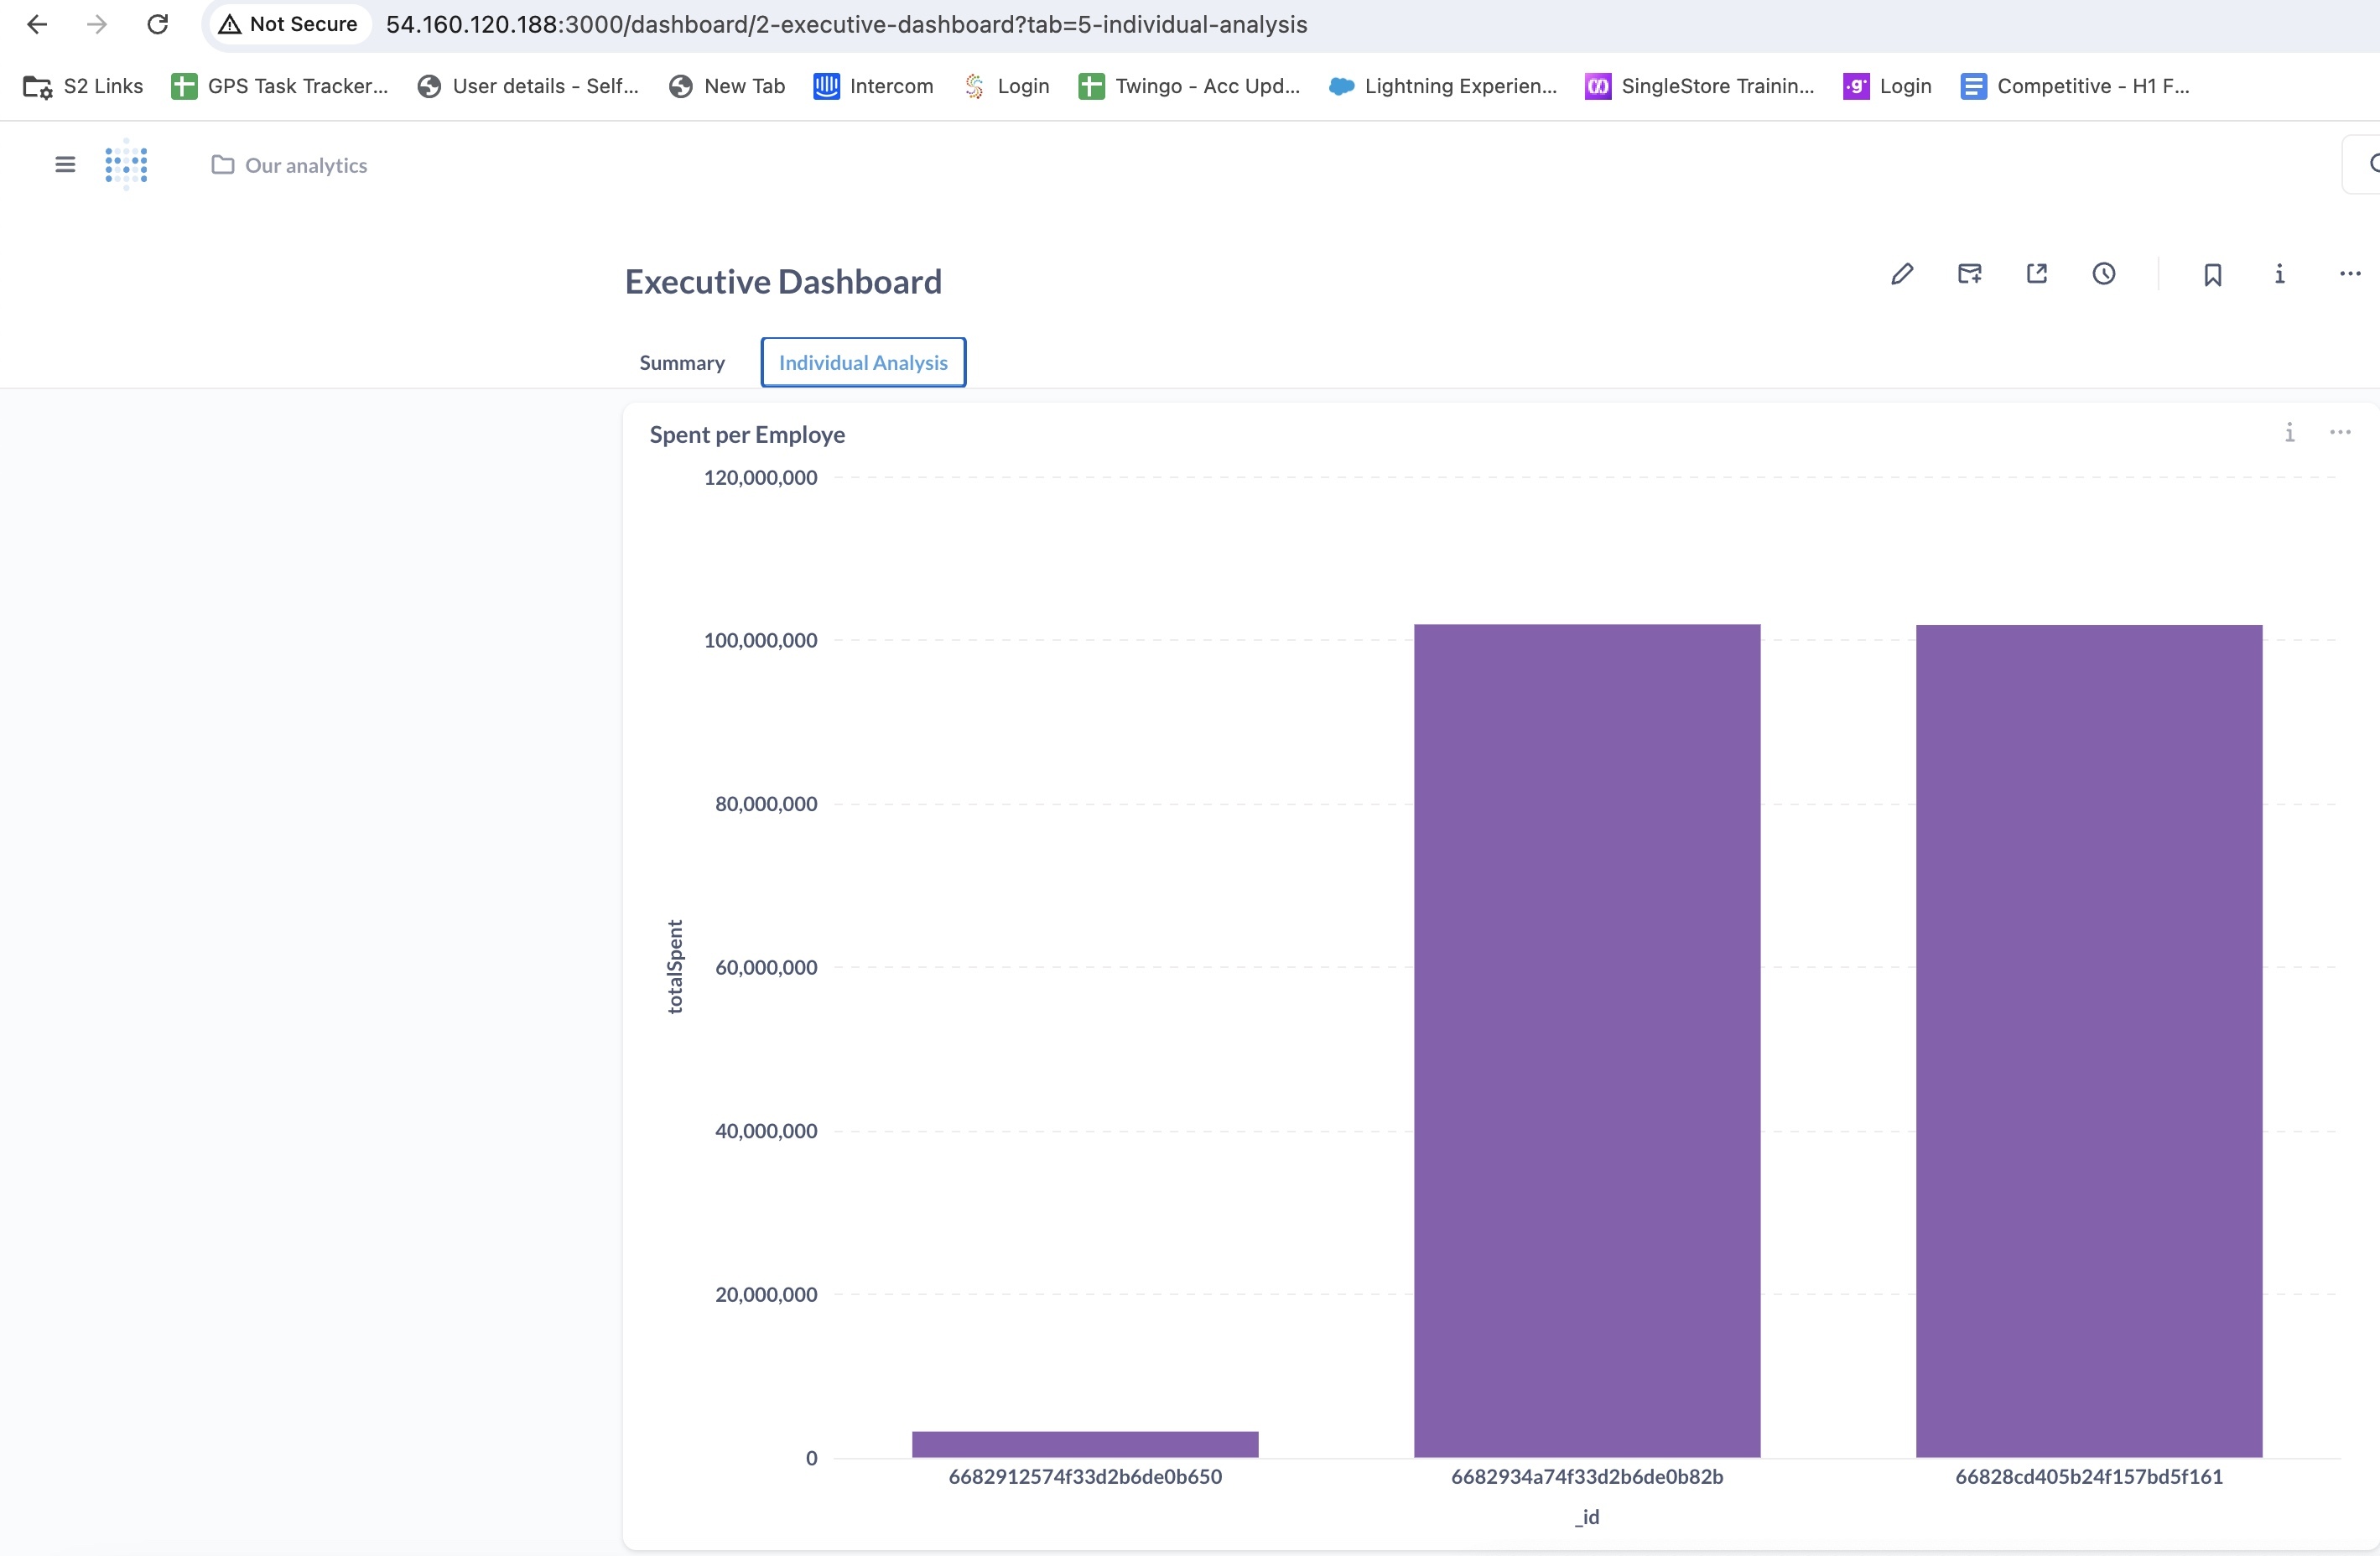 Not Secure 54.160.120.188:3000/dashboard/2-executive-dashboard?tab=5-individual-analysis
S2 Links GPS Task Tracker... User details - Self... New Tab Intercom Login Twingo - Acc Upd... Lightning Experien... SingleStore Trainin... Login Competitive - H1 F...
Our analytics
Executive Dashboard
Summary Individual Analysis
Spent per Employe
120,000,000
100,000,000
80,000,000
60,000,000
40,000,000
20,000,000
0
totalSpent
6682912574f33d2b6de0b650 6682934a74f33d2b6de0b82b 66828cd405b24f157bd5f161
_id